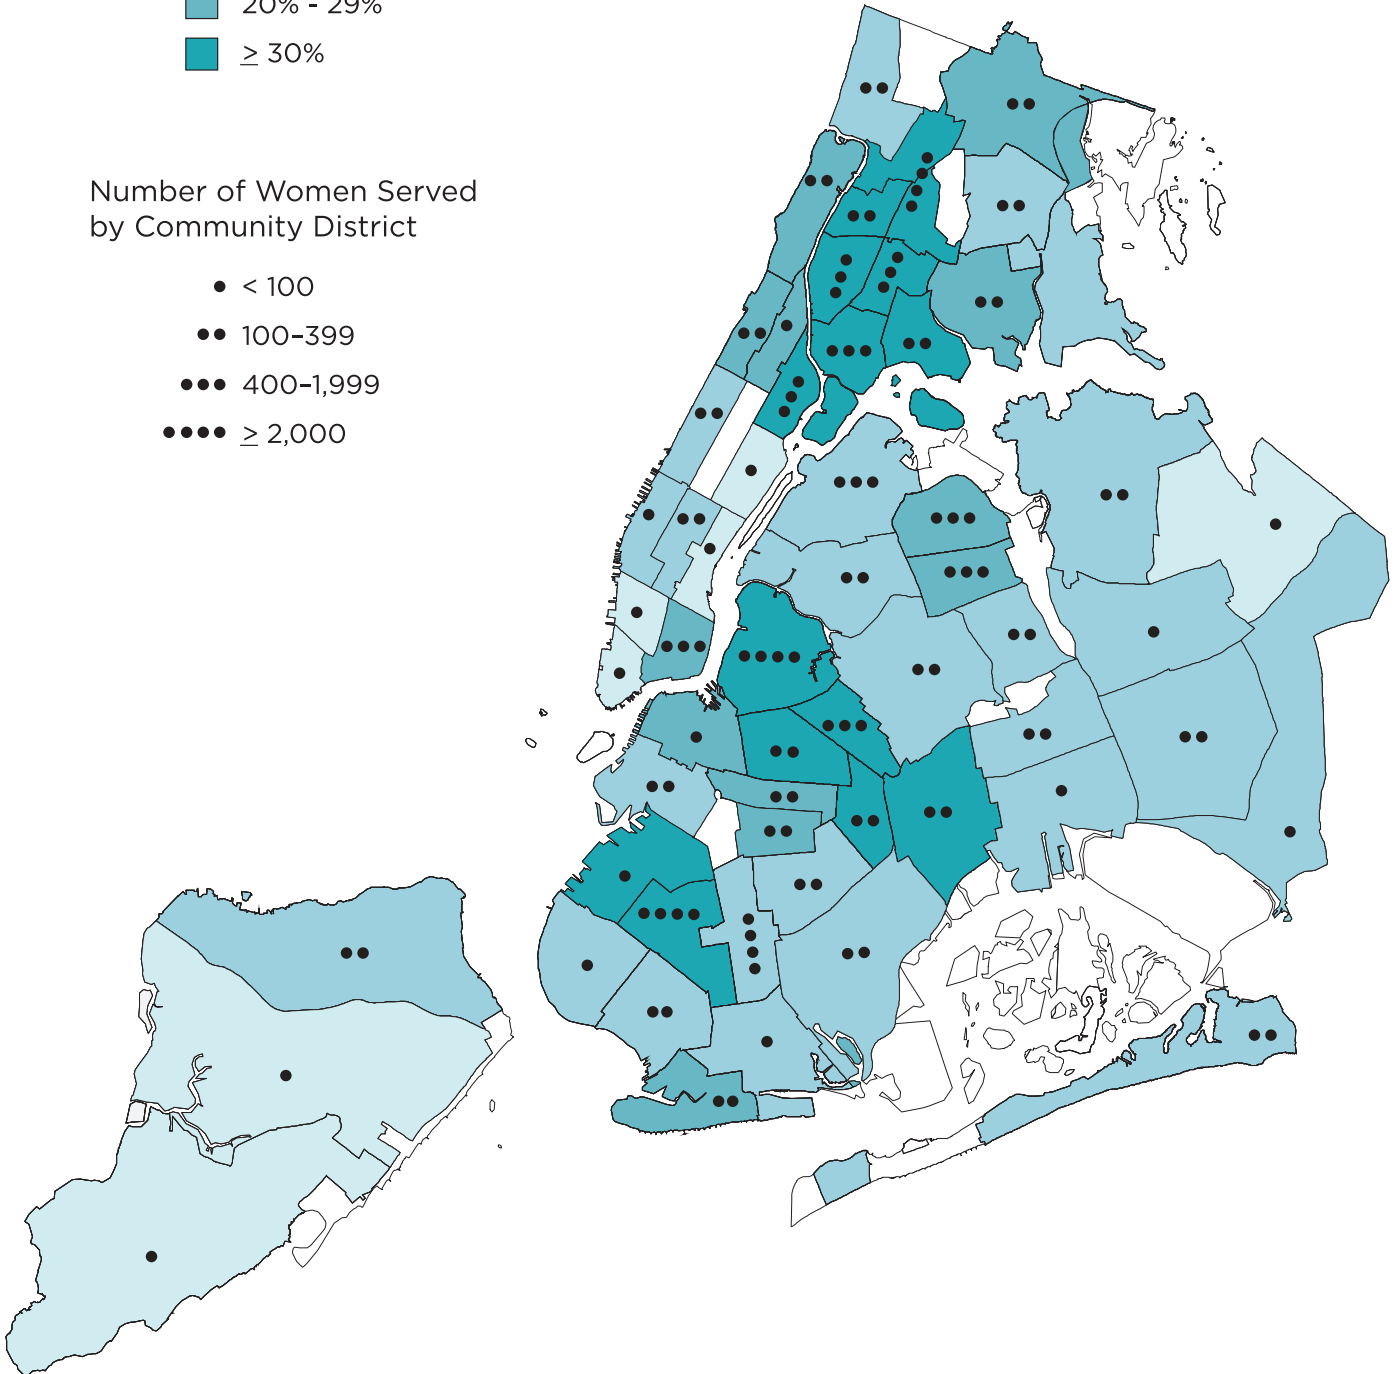 20% - 29%
≥ 30%
Number of Women Served
by Community District
● < 100
●● 100–399
●●● 400–1,999
●●●● ≥ 2,000